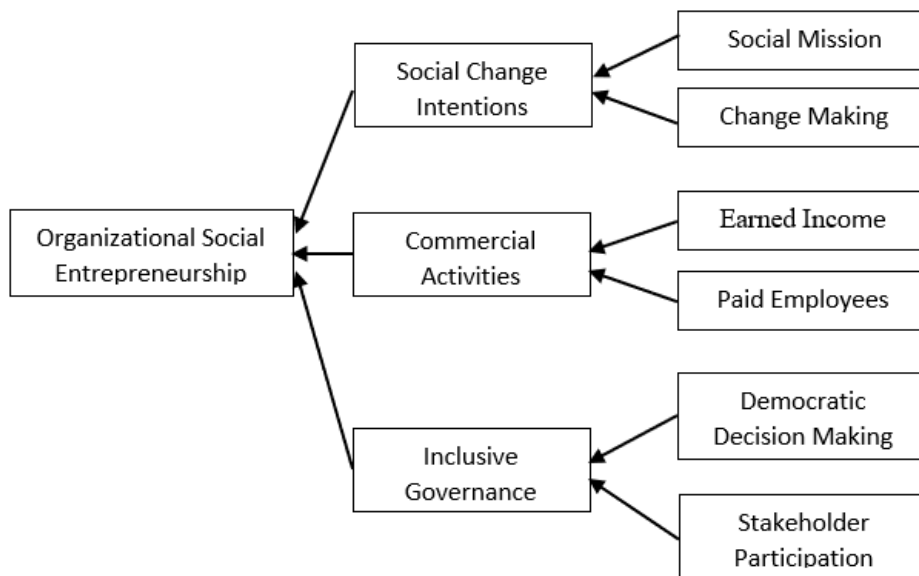 Social Mission
Social Change
Intentions
Change Making
Earned Income
Organizational Social
Entrepreneurship
Commercial
Activities
Paid Employees
Democratic
Decision Making
Inclusive
Governance
Stakeholder
Participation